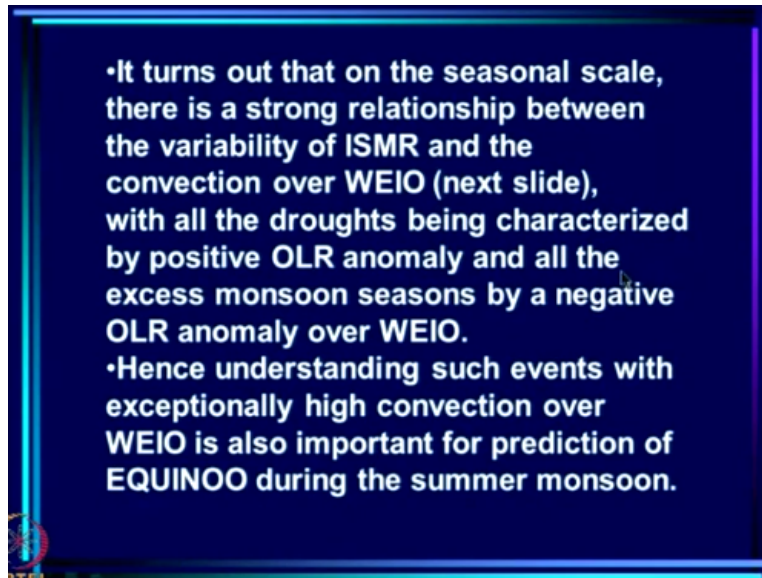 •It turns out that on the seasonal scale,
there is a strong relationship between
the variability of ISMR and the
convection over WEIO (next slide),
with all the droughts being characterized
by positive OLR anomaly and all the
excess monsoon seasons by a negative
OLR anomaly over WEIO.
•Hence understanding such events with
exceptionally high convection over
WEIO is also important for prediction of
EQUINOO during the summer monsoon.